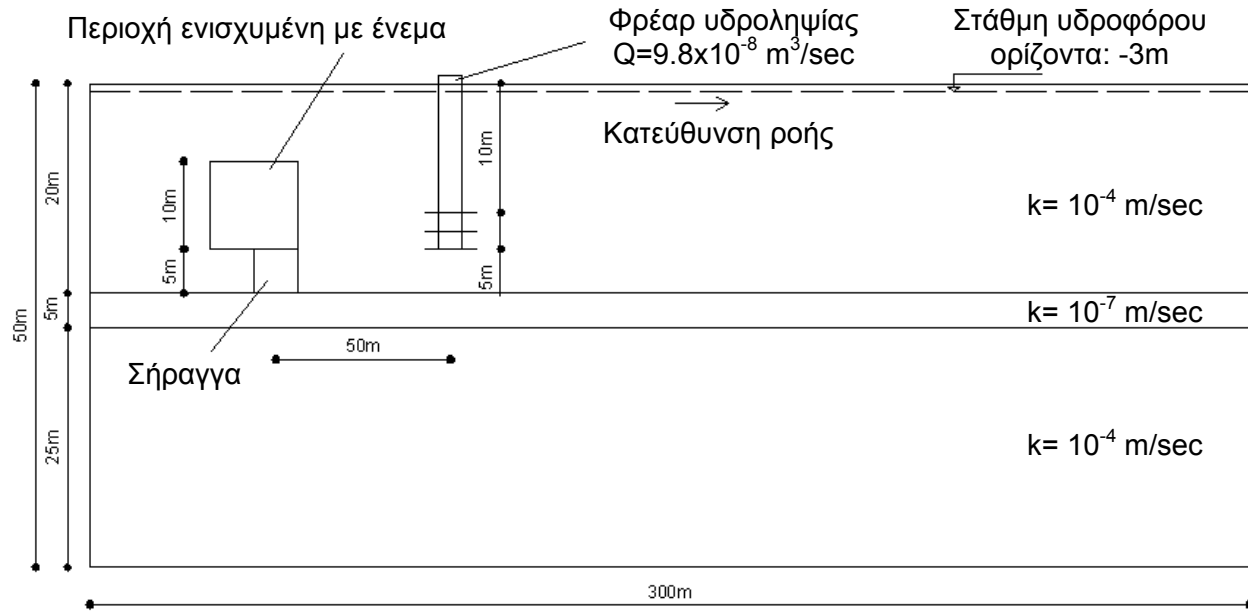 Περιοχή ενισχυμένη με ένεμα
Φρέαρ υδροληψίας
Q=9.8x10⁻⁸ m³/sec
Στάθμη υδροφόρου
ορίζοντα: -3m
Κατεύθυνση ροής
10m
20m
10m
k= 10⁻⁴ m/sec
5m
5m
5m
k= 10⁻⁷ m/sec
50m
50m
Σήραγγα
25m
k= 10⁻⁴ m/sec
300m